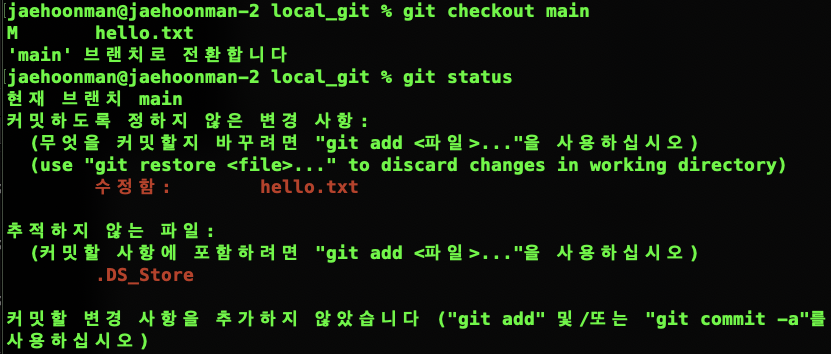 jaehoonman@jaehoonman-2 local_git % git checkout main
M hello.txt
'main' 브랜치로 전환합니다
jaehoonman@jaehoonman-2 local_git % git status
현재 브랜치 main
커밋하도록 정하지 않은 변경 사항:
(무엇을 커밋할지 바꾸려면 "git add <파일>..."을 사용하십시오)
(use "git restore <file>..." to discard changes in working directory)
수정함: hello.txt
추적하지 않는 파일:
(커밋할 사항에 포함하려면 "git add <파일>..."을 사용하십시오)
.DS_Store
커밋할 변경 사항을 추가하지 않았습니다 ("git add" 및/또는 "git commit -a"를
사용하십시오)